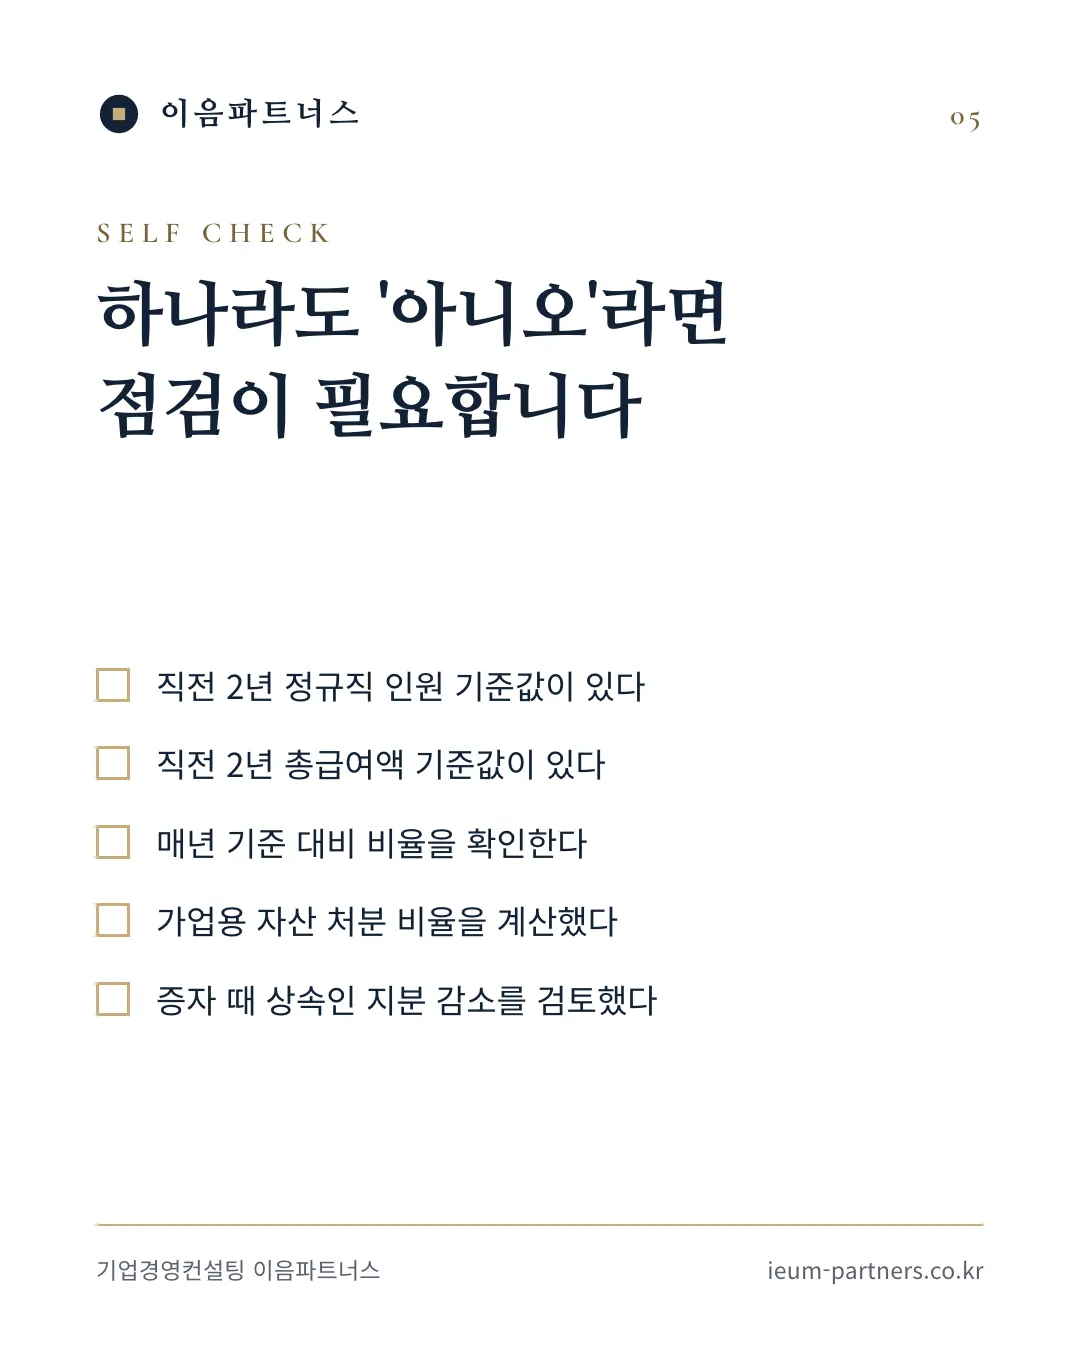 이음파트너스
05
SELF CHECK
하나라도 '아니오'라면
점검이 필요합니다
직전 2년 정규직 인원 기준값이 있다
직전 2년 총급여액 기준값이 있다
매년 기준 대비 비율을 확인한다
가업용 자산 처분 비율을 계산했다
증자 때 상속인 지분 감소를 검토했다
기업경영컨설팅 이음파트너스
ieum-partners.co.kr